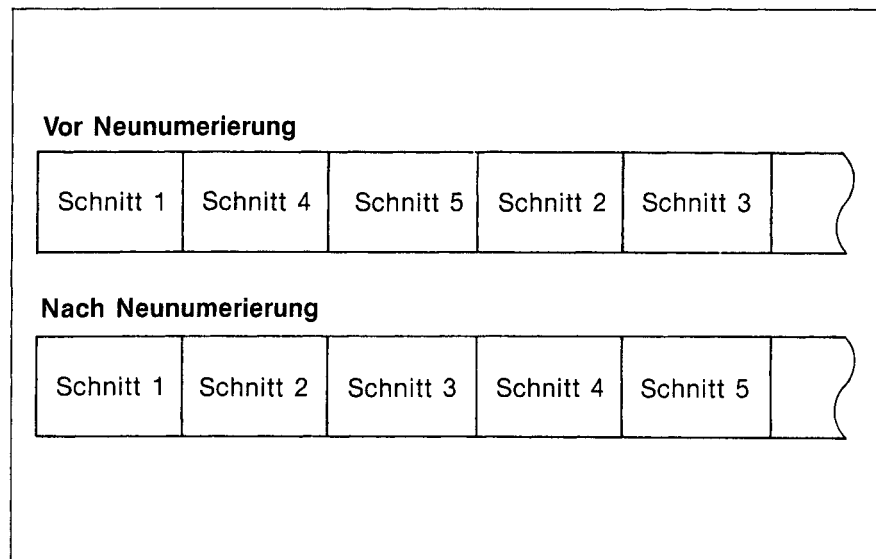 Vor Neunumerierung
Schnitt 1 Schnitt 4 Schnitt 5 Schnitt 2 Schnitt 3
Nach Neunumerierung
Schnitt 1 Schnitt 2 Schnitt 3 Schnitt 4 Schnitt 5